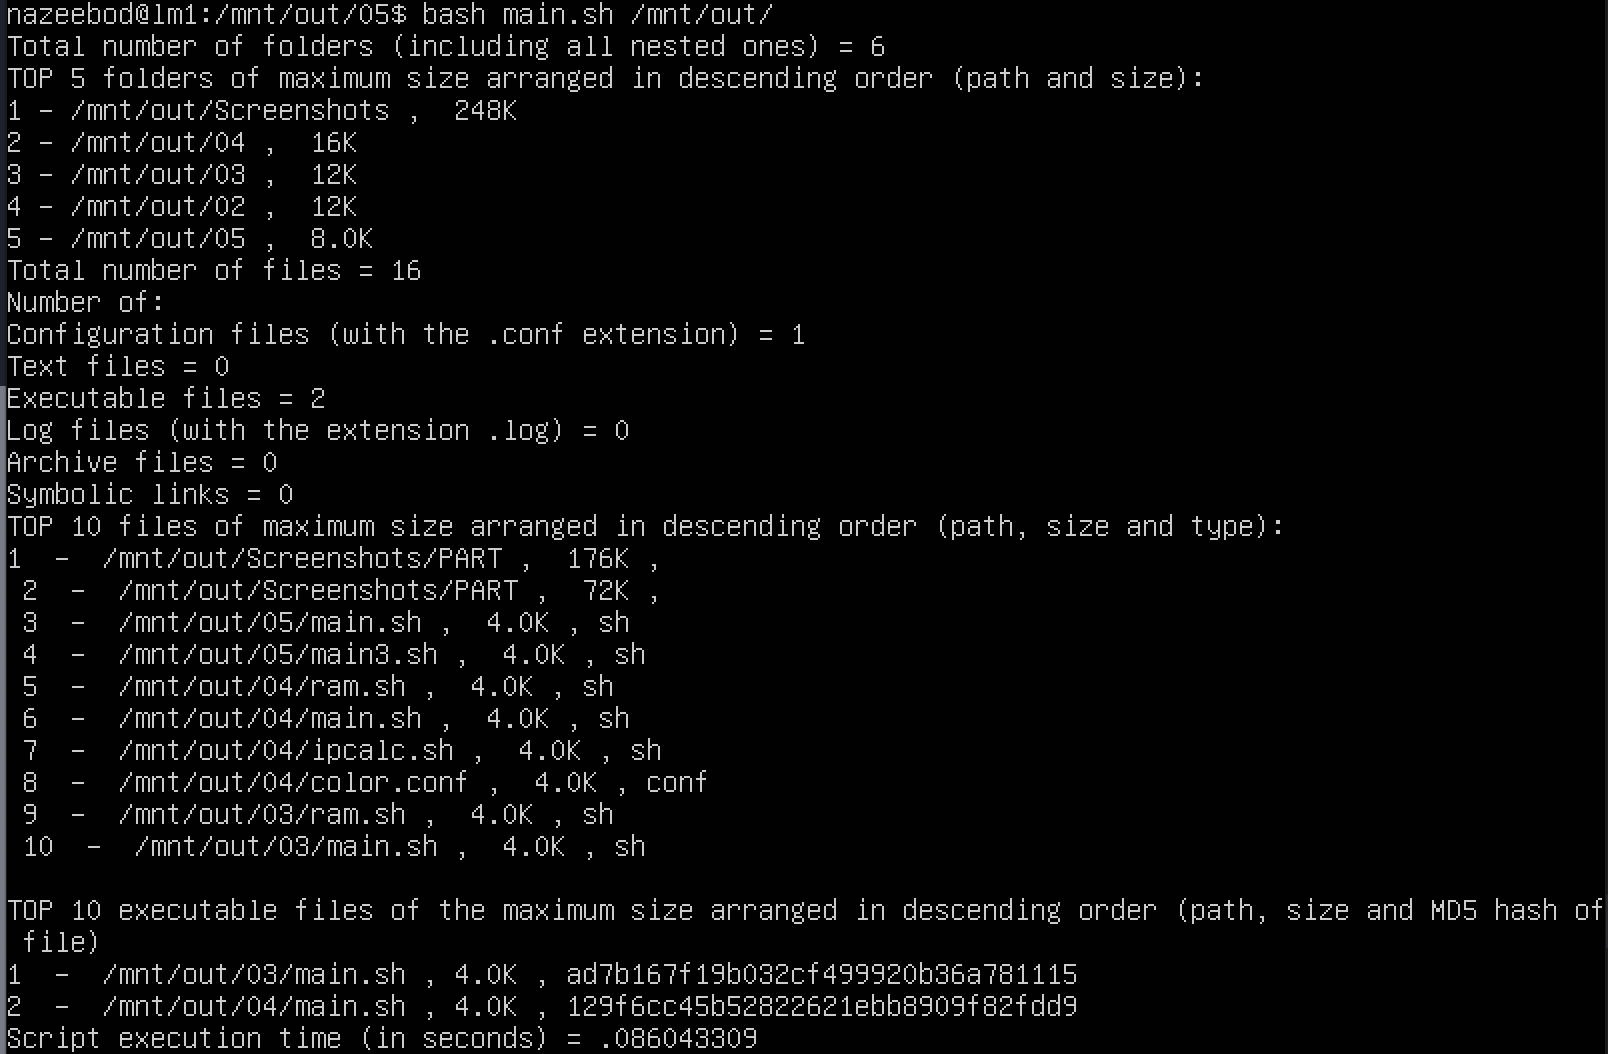 nazeebod@lm1:/mnt/out/05$ bash main.sh /mnt/out/
Total number of folders (including all nested ones) = 6
TOP 5 folders of maximum size arranged in descending order (path and size):
1 - /mnt/out/Screenshots ,  248K
2 - /mnt/out/04 ,  16K
3 - /mnt/out/03 ,  12K
4 - /mnt/out/02 ,  12K
5 - /mnt/out/05 ,  8.0K
Total number of files = 16
Number of:
Configuration files (with the .conf extension) = 1
Text files = 0
Executable files = 2
Log files (with the extension .log) = 0
Archive files = 0
Symbolic links = 0
TOP 10 files of maximum size arranged in descending order (path, size and type):
1  -  /mnt/out/Screenshots/PART ,  176K ,
 2  -  /mnt/out/Screenshots/PART ,  72K ,
 3  -  /mnt/out/05/main.sh ,  4.0K , sh
 4  -  /mnt/out/05/main3.sh ,  4.0K , sh
 5  -  /mnt/out/04/ram.sh ,  4.0K , sh
 6  -  /mnt/out/04/main.sh ,  4.0K , sh
 7  -  /mnt/out/04/ipcalc.sh ,  4.0K , sh
 8  -  /mnt/out/04/color.conf ,  4.0K , conf
 9  -  /mnt/out/03/ram.sh ,  4.0K , sh
 10  -  /mnt/out/03/main.sh ,  4.0K , sh

TOP 10 executable files of the maximum size arranged in descending order (path, size and MD5 hash of
 file)
1  -  /mnt/out/03/main.sh , 4.0K , ad7b167f19b032cf499920b36a781115
2  -  /mnt/out/04/main.sh , 4.0K , 129f6cc45b52822621ebb8909f82fdd9
Script execution time (in seconds) = .086043309